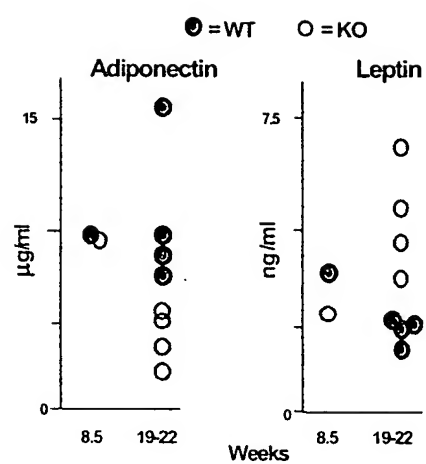 = WT = KO
Adiponectin Leptin
15
µg/ml
0
8.5 19-22
7.5
ng/ml
0
8.5 19-22
Weeks